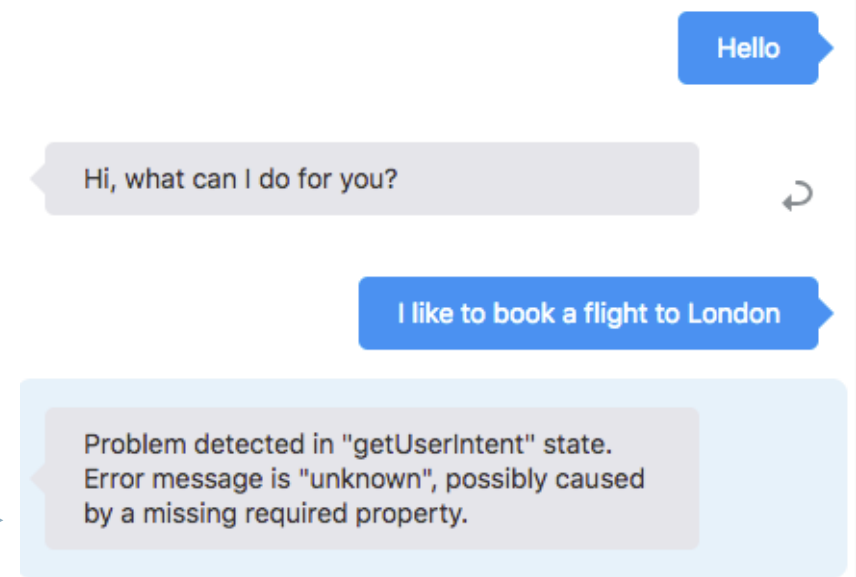 Hello
Hi, what can I do for you?
I like to book a flight to London
Problem detected in "getUserIntent" state.
Error message is "unknown", possibly caused
by a missing required property.